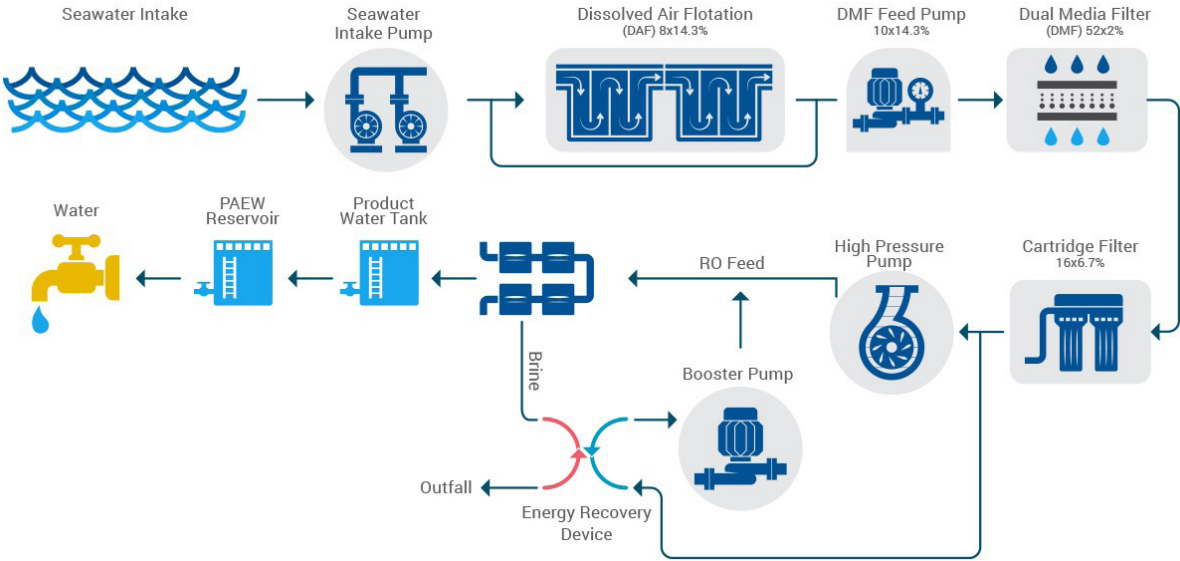 Seawater Intake
Seawater
Intake Pump
Dissolved Air Flotation
(DAF) 8x14.3%
DMF Feed Pump
10x14.3%
Dual Media Filter
(DMF) 52x2%
Water
PAEW
Reservoir
Product
Water Tank
RO Feed
High Pressure
Pump
Cartridge Filter
16x6.7%
Brine
Booster Pump
Outfall
Energy Recovery
Device